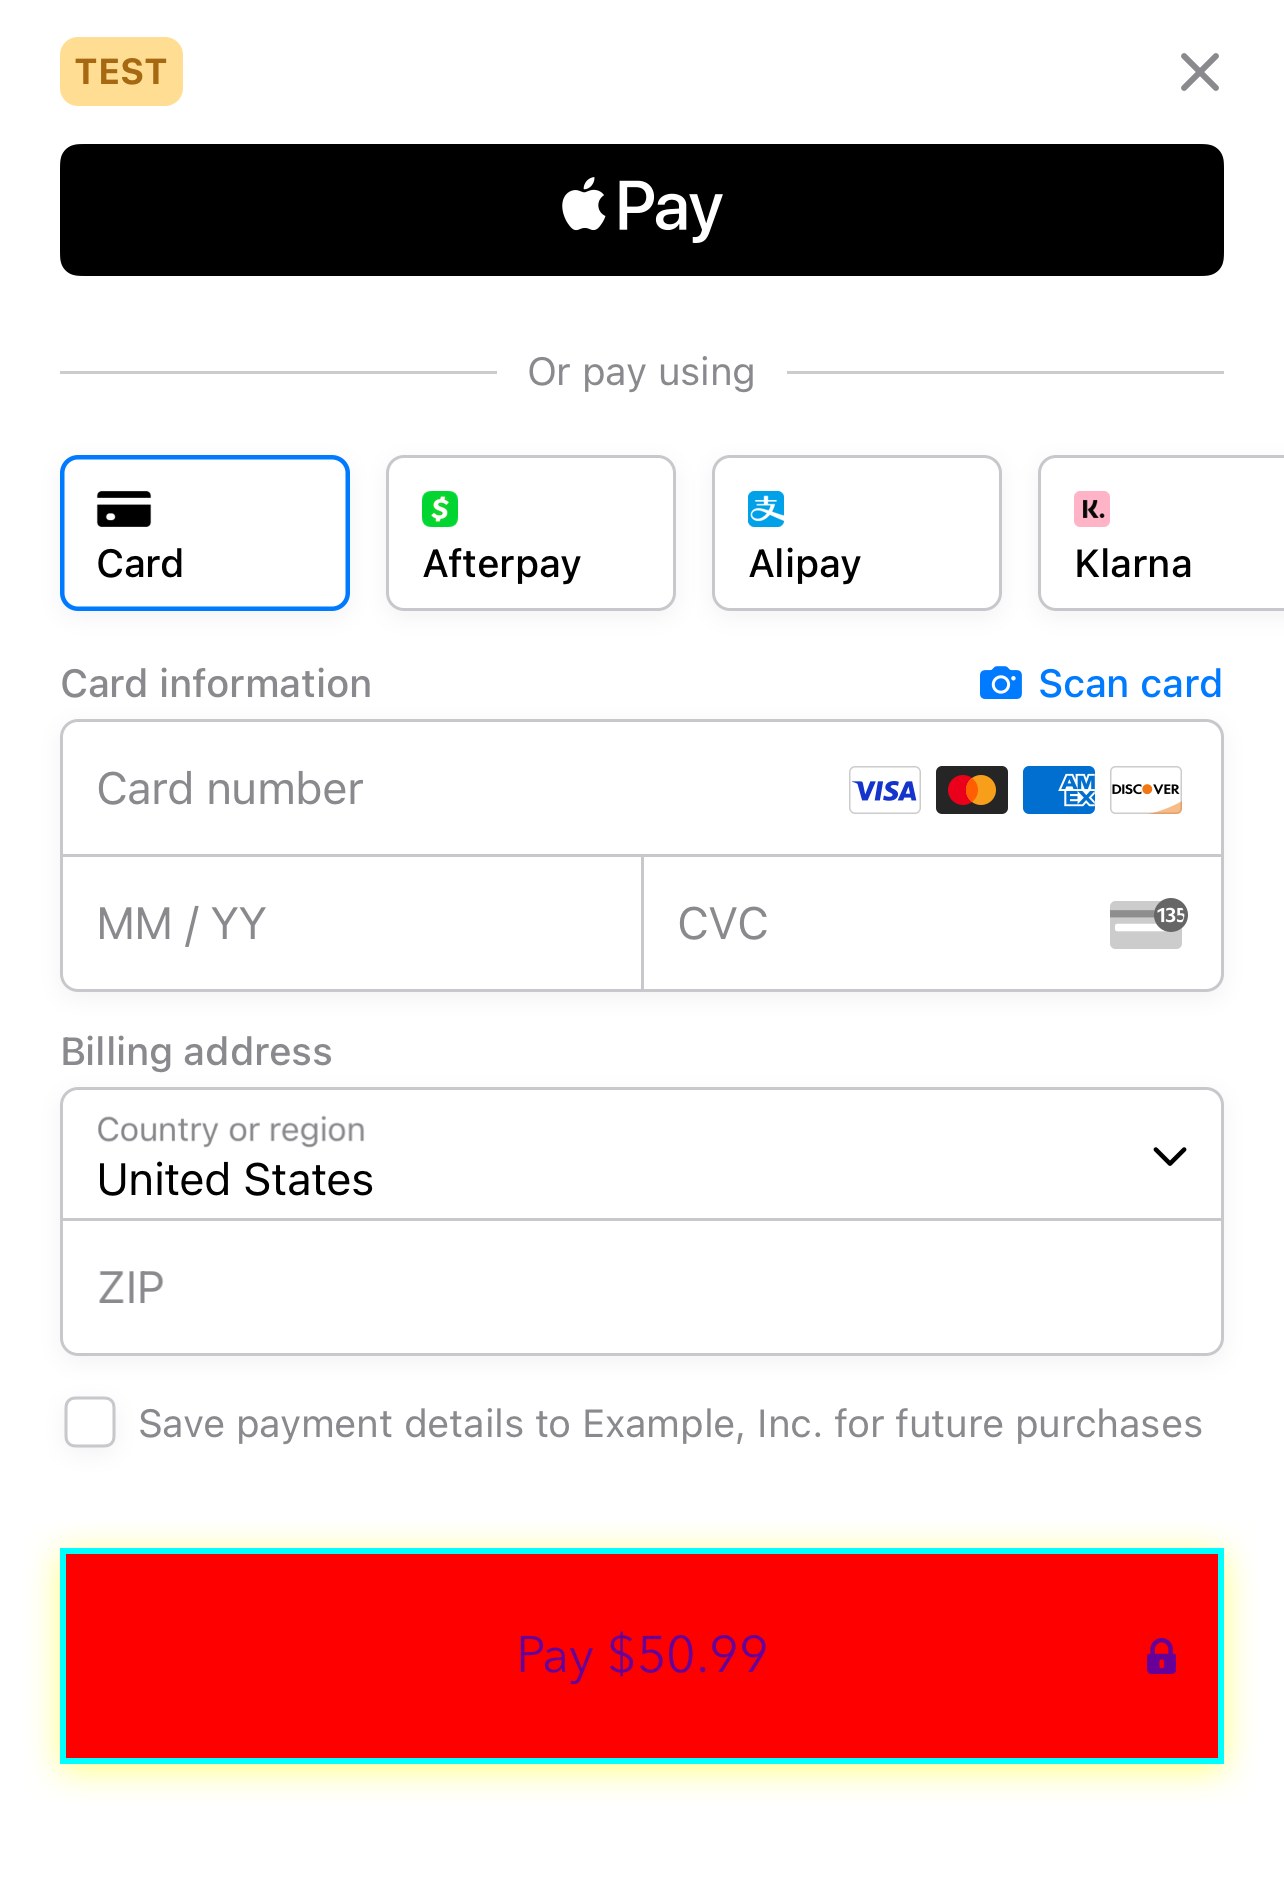 TEST
Pay
Or pay using
Card
Afterpay
Alipay
Klarna
Card information
Scan card
Card number
VISA
AMEX
DISCOVER
MM / YY
CVC
135
Billing address
Country or region
United States
ZIP
Save payment details to Example, Inc. for future purchases
Pay $50.99